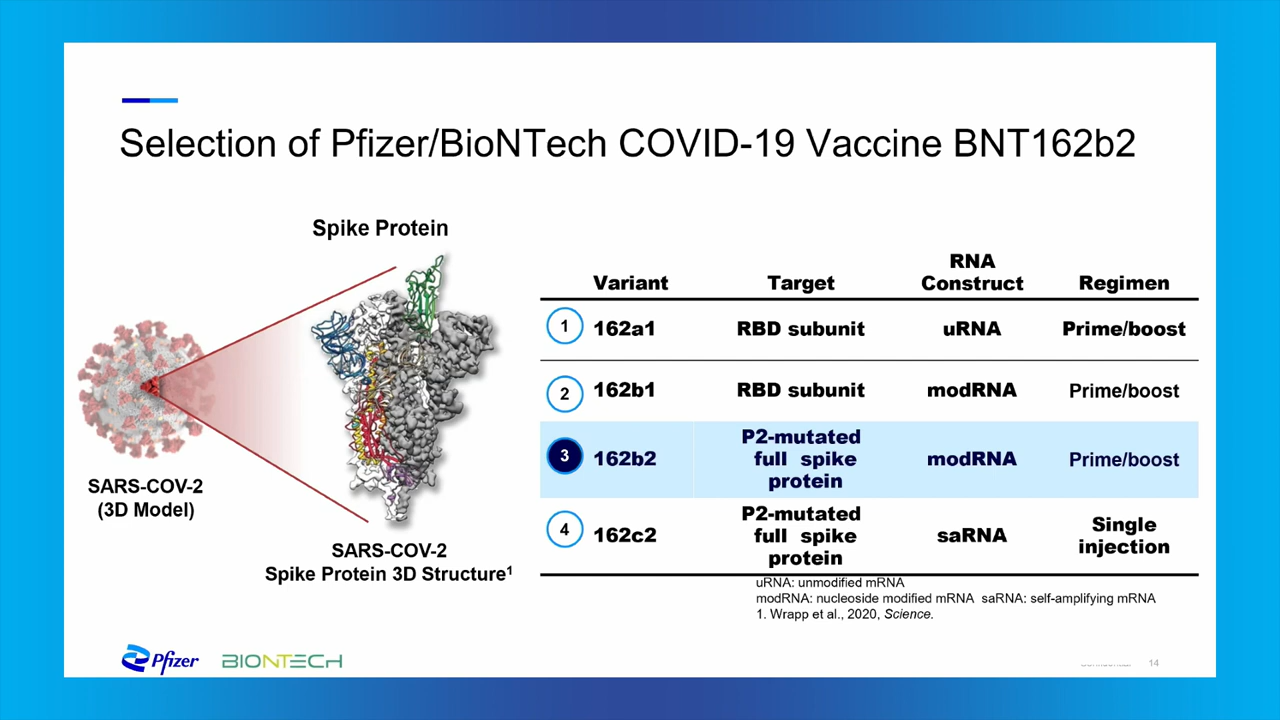 Selection of Pfizer/BioNTech COVID-19 Vaccine BNT162b2
Spike Protein
SARS-COV-2
(3D Model)
SARS-COV-2
Spike Protein 3D Structure1
Variant Target RNA Construct Regimen
1 162a1 RBD subunit uRNA Prime/boost
2 162b1 RBD subunit modRNA Prime/boost
3 162b2 P2-mutated full spike protein modRNA Prime/boost
4 162c2 P2-mutated full spike protein saRNA Single injection
uRNA: unmodified mRNA
modRNA: nucleoside modified mRNA saRNA: self-amplifying mRNA
1. Wrapp et al., 2020, Science.
Pfizer BIONTECH
14